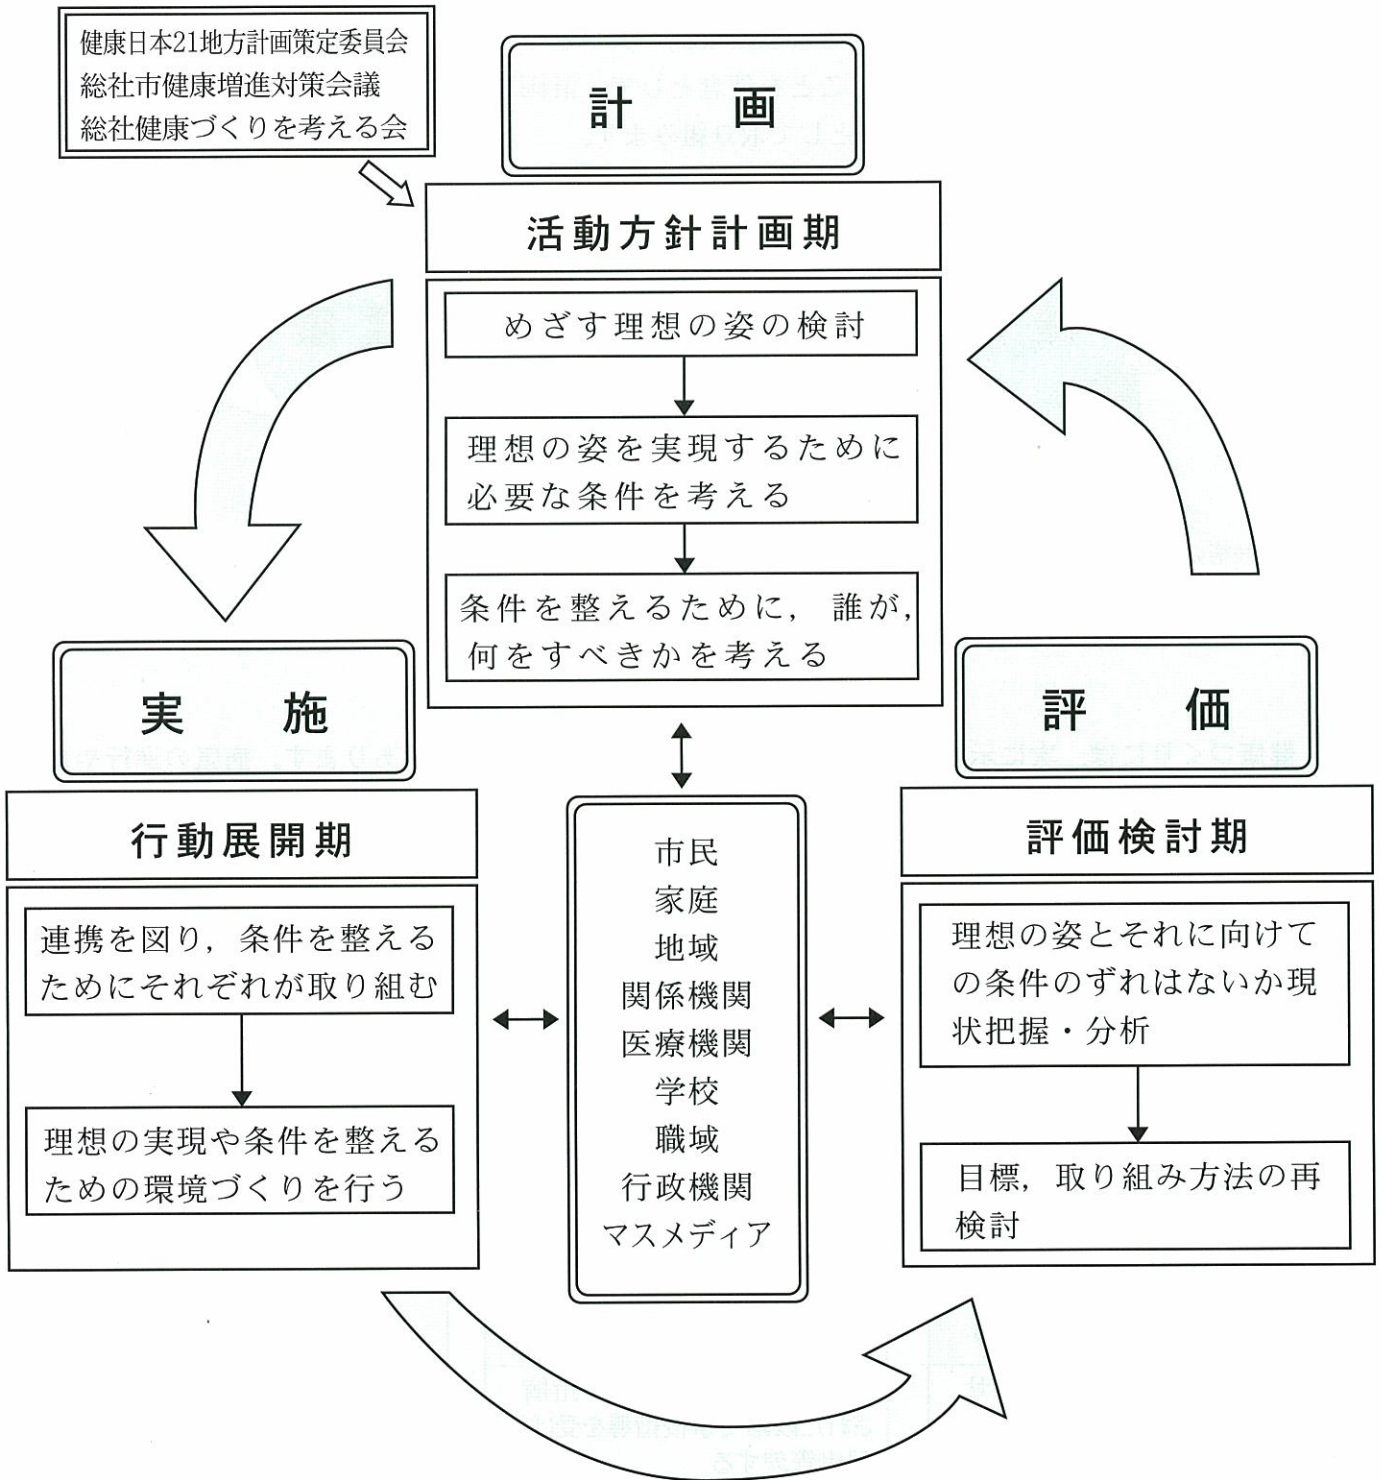 健康日本21地方計画策定委員会
総社市健康増進対策会議
総社健康づくりを考える会
計画
活動方針計画期
めざす理想の姿の検討
理想の姿を実現するために
必要な条件を考える
条件を整えるために，誰が，
何をすべきかを考える
実施
行動展開期
連携を図り，条件を整える
ためにそれぞれが取り組む
理想の実現や条件を整える
ための環境づくりを行う
市民
家庭
地域
関係機関
医療機関
学校
職域
行政機関
マスメディア
評価
評価検討期
理想の姿とそれに向けて
の条件のずれはないか現
状把握・分析
目標，取り組み方法の再
検討